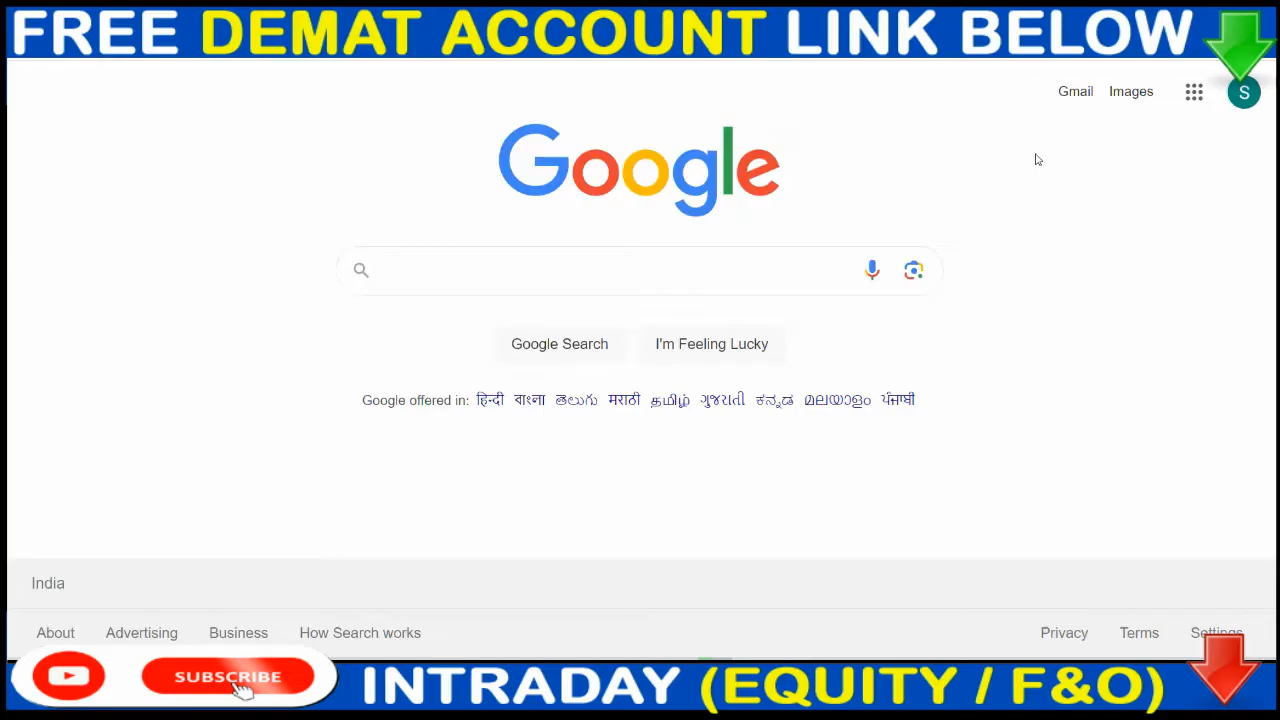 FREE DEMAT ACCOUNT LINK BELOW
Gmail Images S
Google
Google Search I'm Feeling Lucky
Google offered in: हिन्दी বাংলা తెలుగు मराठी தமிழ் ગુજરાતી ಕನ್ನಡ മലയാളം ਪੰਜਾਬੀ
India
About Advertising Business How Search works Privacy Terms Settings
SUBSCRIBE
INTRADAY (EQUITY / F&O)